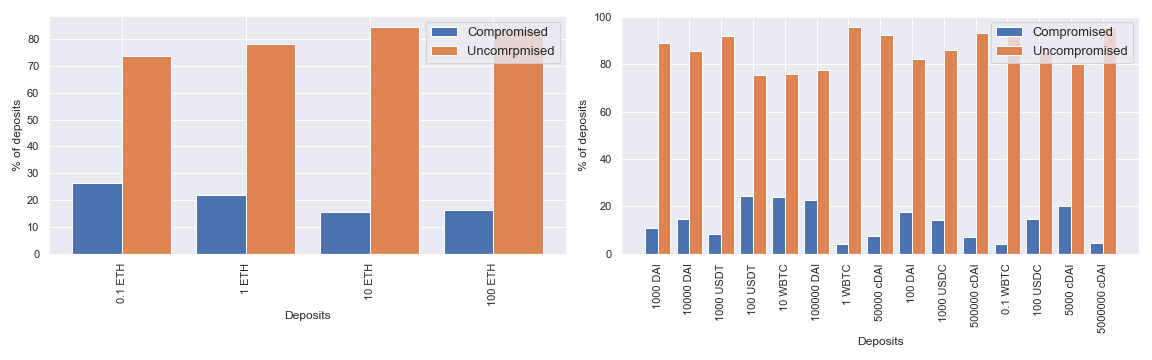 % of deposits
80
70
60
50
40
30
20
10
0
Compromised
Uncomrpmised
0.1 ETH
1 ETH
10 ETH
100 ETH
Deposits
% of deposits
100
80
60
40
20
0
Compromised
Uncompromised
1000 DAI
10000 DAI
1000 USDT
100 USDT
10 WBTC
100000 DAI
1 WBTC
50000 cDAI
100 DAI
1000 USDC
500000 cDAI
0.1 WBTC
100 USDC
5000 cDAI
5000000 cDAI
Deposits